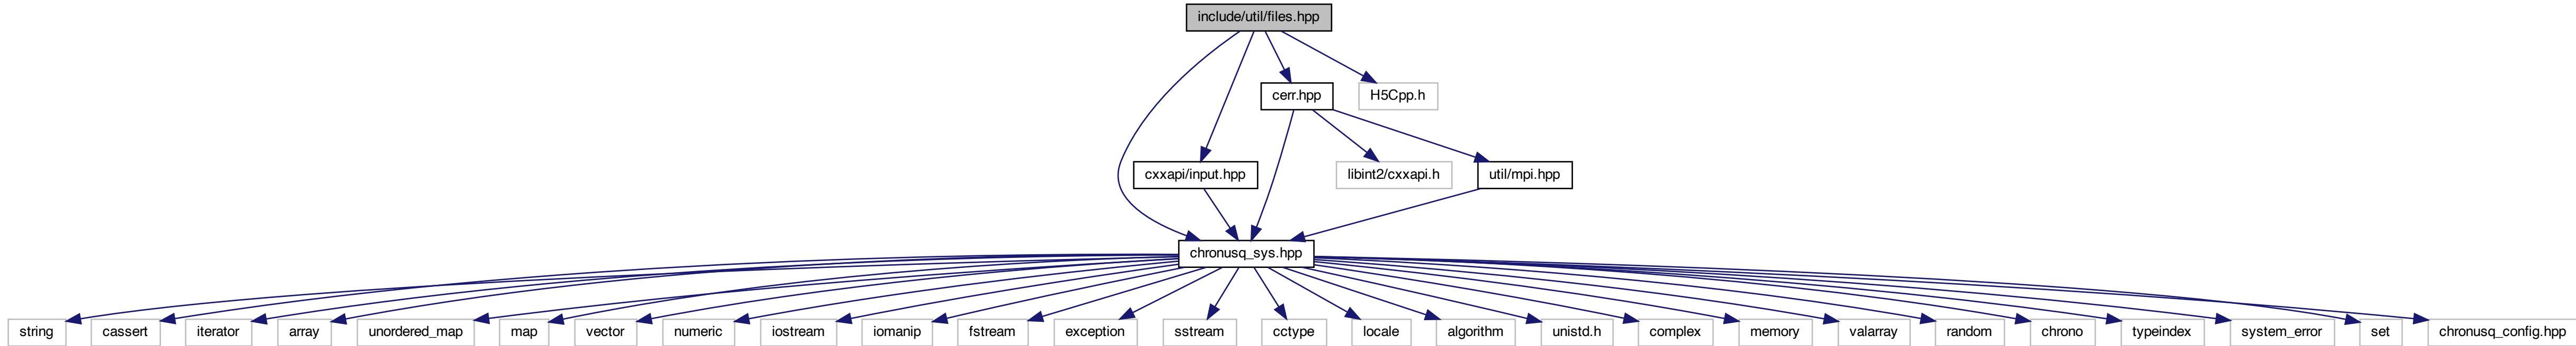 include/util/files.hpp
cerr.hpp
H5Cpp.h
cxxapi/input.hpp
libint2/cxxapi.h
util/mpi.hpp
chronusq_sys.hpp
string
cassert
iterator
array
unordered_map
map
vector
numeric
iostream
iomanip
fstream
exception
sstream
cctype
locale
algorithm
unistd.h
complex
memory
valarray
random
chrono
typeindex
system_error
set
chronusq_config.hpp